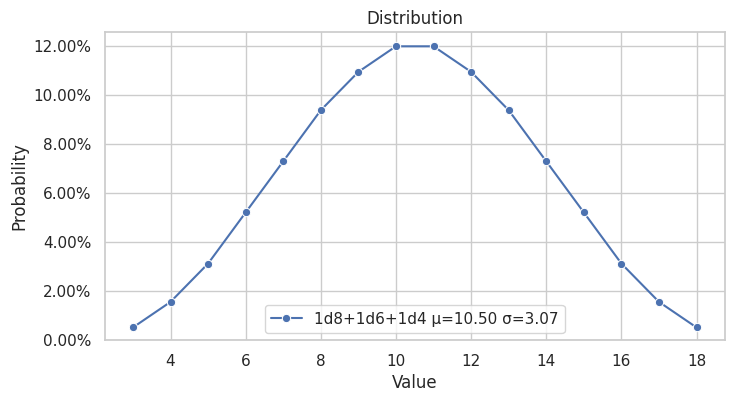 Distribution
Probability
12.00%
10.00%
8.00%
6.00%
4.00%
2.00%
0.00%
1d8+1d6+1d4 μ=10.50 σ=3.07
4 6 8 10 12 14 16 18
Value